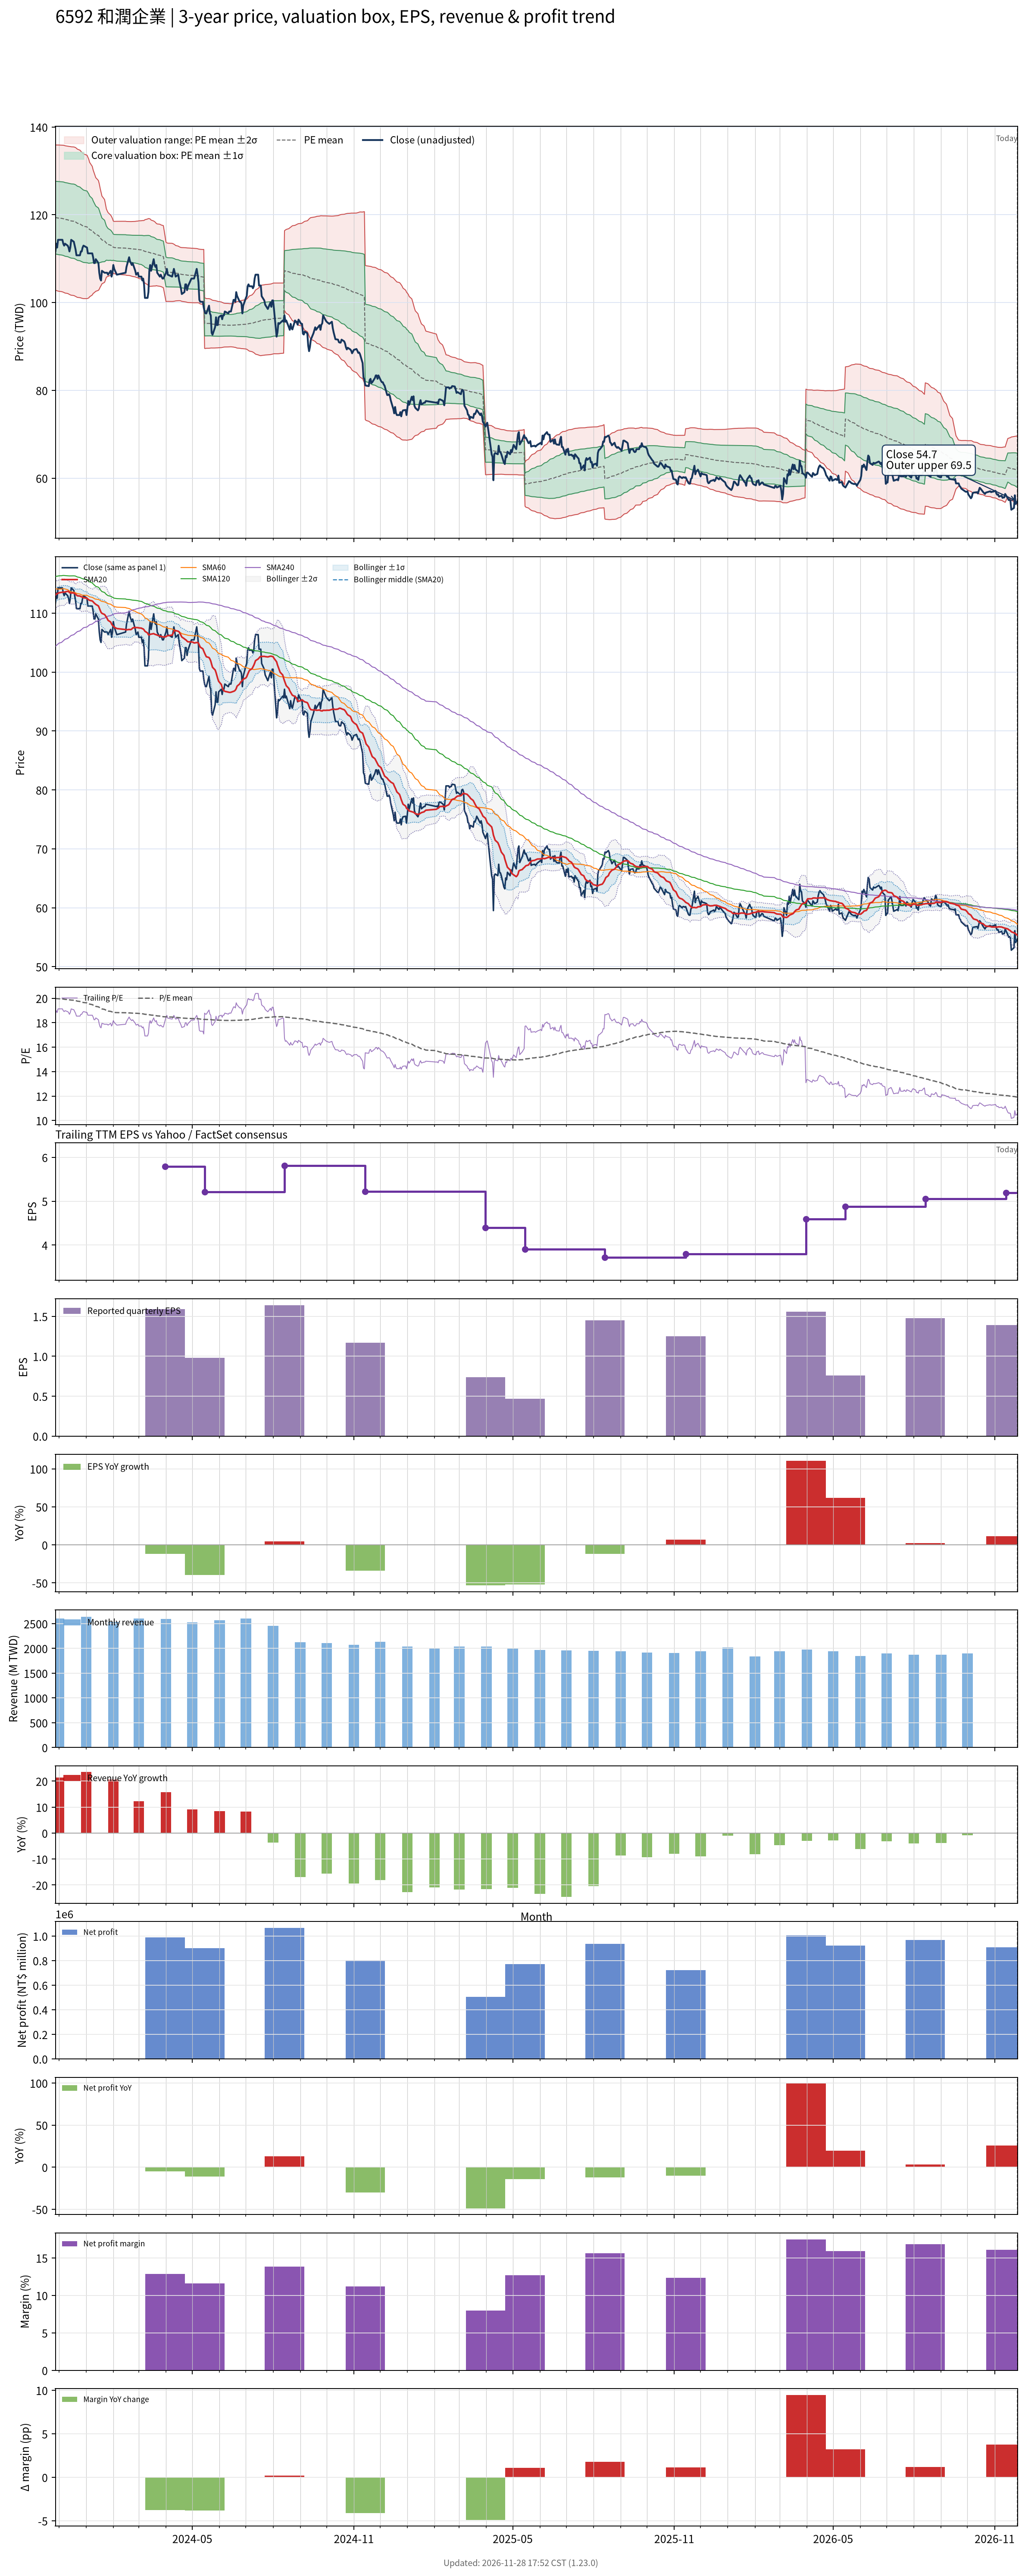 6592 和潤企業 | 3-year price, valuation box, EPS, revenue & profit trend
Outer valuation range: PE mean ±2σ
PE mean
Close (unadjusted)
Core valuation box: PE mean ±1σ
Today
Price (TWD)
140
120
100
80
60
Close 54.7
Outer upper 69.5
Close (same as panel 1)
SMA60
SMA240
Bollinger ±1σ
SMA20
SMA120
Bollinger ±2σ
Bollinger middle (SMA20)
Price
110
100
90
80
70
60
50
Trailing P/E
P/E mean
P/E
20
18
16
14
12
10
Trailing TTM EPS vs Yahoo / FactSet consensus
Today
EPS
6
5
4
Reported quarterly EPS
EPS
1.5
1.0
0.5
0.0
EPS YoY growth
YoY (%)
100
50
0
-50
Monthly revenue
Revenue (M TWD)
2500
2000
1500
1000
500
0
Revenue YoY growth
YoY (%)
20
10
0
-10
-20
Month
1e6
Net profit
Net profit (NT$ million)
1.0
0.8
0.6
0.4
0.2
0.0
Net profit YoY
YoY (%)
100
50
0
-50
Net profit margin
Margin (%)
15
10
5
0
Margin YoY change
Δ margin (pp)
10
5
0
-5
2024-05
2024-11
2025-05
2025-11
2026-05
2026-11
Updated: 2026-11-28 17:52 CST (1.23.0)